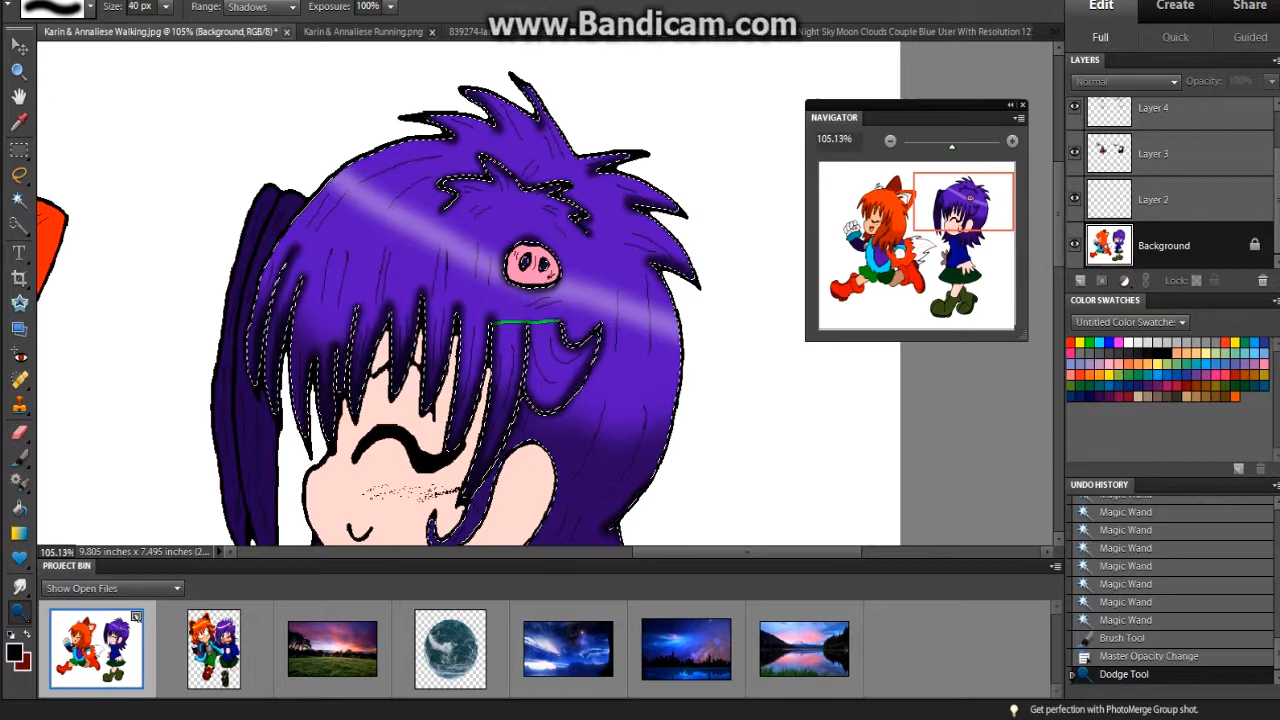 Size: 40 px Range: Shadows Exposure: 100%
www.Bandicam.com
Edit Create Share
Karin & Annaliese Walking.jpg @ 105% (Background, RGB/8) * Karin & Annaliese Running.png Night Sky Moon Clouds Couple Blue User With Resolution 12
Full Quick Guided
LAYERS
Normal Opacity: 100%
Layer 4
NAVIGATOR
105.13%
Layer 3
Layer 2
Background
Lock:
COLOR SWATCHES
Untitled Color Swatches
UNDO HISTORY
Magic Wand
Magic Wand
Magic Wand
Magic Wand
Magic Wand
Magic Wand
Magic Wand
Magic Wand
Brush Tool
Master Opacity Change
Dodge Tool
105.13% 9.805 inches x 7.495 inches (2...
PROJECT BIN
Show Open Files
Get perfection with PhotoMerge Group shot.